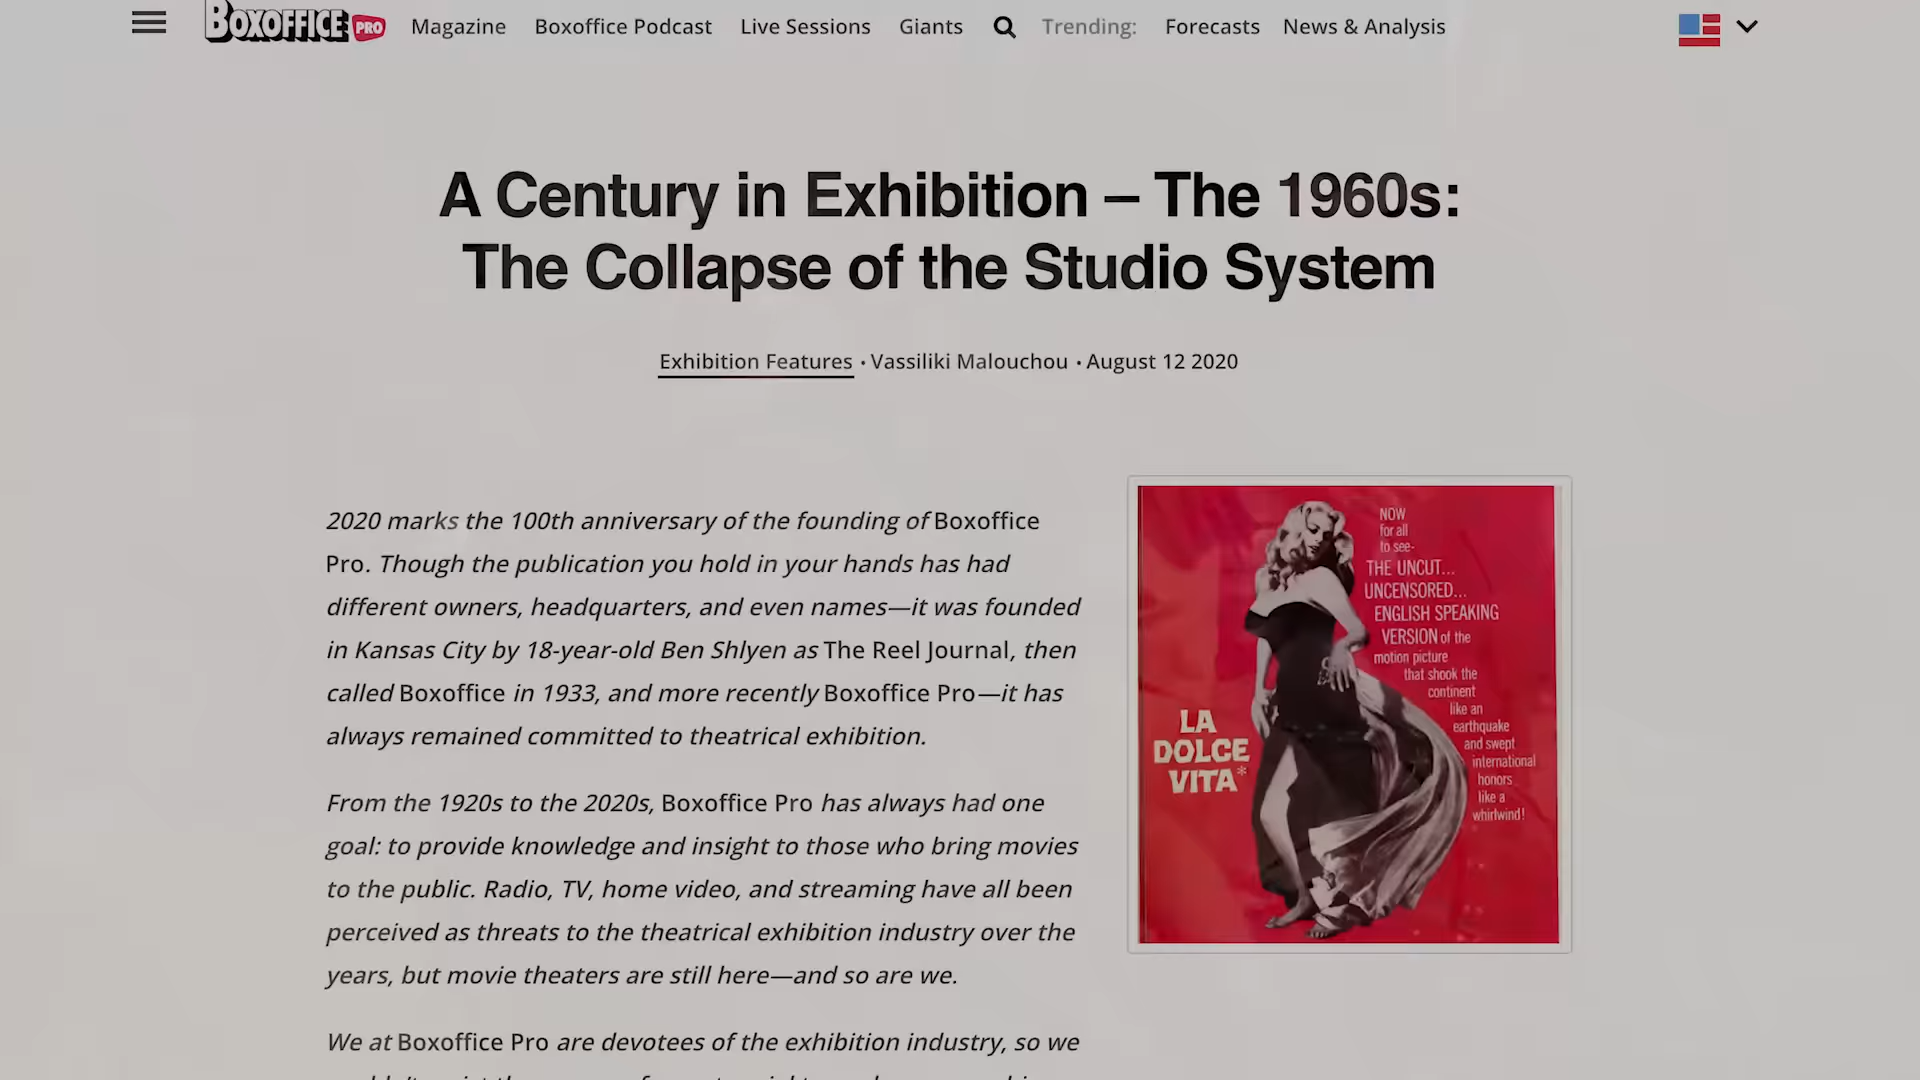 BOXOFFICE PRO Magazine Boxoffice Podcast Live Sessions Giants Trending: Forecasts News & Analysis
A Century in Exhibition – The 1960s:
The Collapse of the Studio System
Exhibition Features · Vassiliki Malouchou · August 12 2020
2020 marks the 100th anniversary of the founding of Boxoffice
Pro. Though the publication you hold in your hands has had
different owners, headquarters, and even names—it was founded
in Kansas City by 18-year-old Ben Shlyen as The Reel Journal, then
called Boxoffice in 1933, and more recently Boxoffice Pro—it has
always remained committed to theatrical exhibition.
From the 1920s to the 2020s, Boxoffice Pro has always had one
goal: to provide knowledge and insight to those who bring movies
to the public. Radio, TV, home video, and streaming have all been
perceived as threats to the theatrical exhibition industry over the
years, but movie theaters are still here—and so are we.
We at Boxoffice Pro are devotees of the exhibition industry, so we
NOW
for all
to see-
THE UNCUT...
UNCENSORED...
ENGLISH SPEAKING
VERSION of the
motion picture
that shook the
continent
like an
earthquake
and swept
international
honors
like a
whirlwind!
LA
DOLCE
VITA*